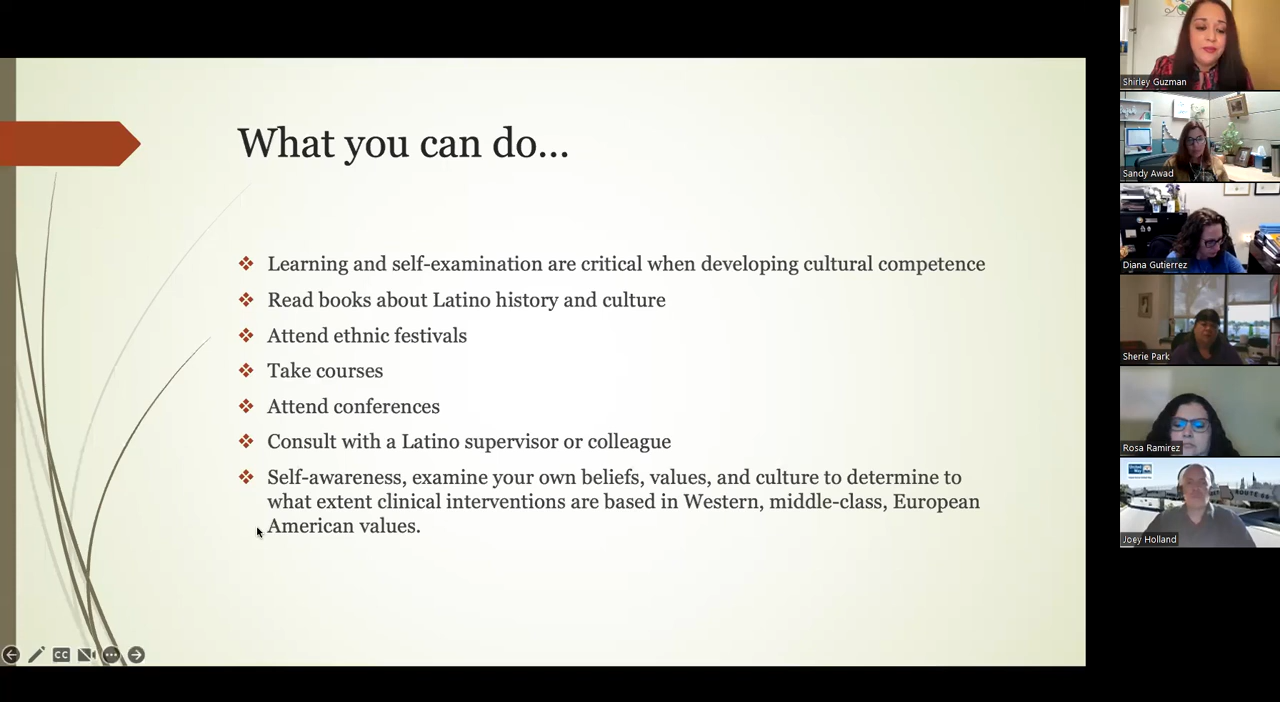 What you can do...
Learning and self-examination are critical when developing cultural competence
Read books about Latino history and culture
Attend ethnic festivals
Take courses
Attend conferences
Consult with a Latino supervisor or colleague
Self-awareness, examine your own beliefs, values, and culture to determine to
what extent clinical interventions are based in Western, middle-class, European
American values.
CC
Shirley Guzman
Sandy Awad
Diana Gutierrez
Sherie Park
Rosa Ramirez
United
Way
Joey Holland